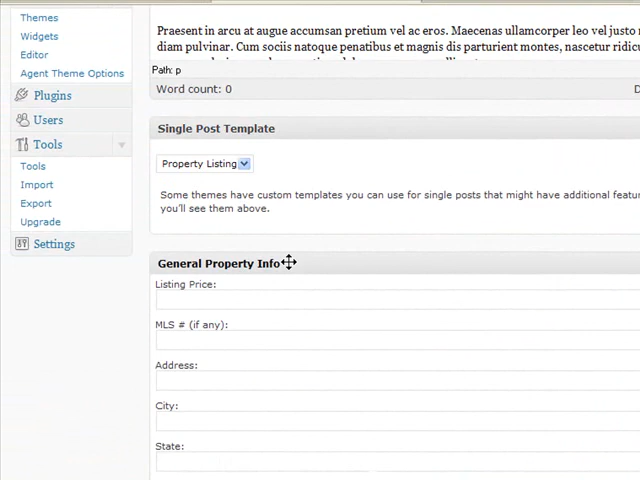 Themes
Widgets
Editor
Agent Theme Options
Plugins
Users
Tools
Tools
Import
Export
Upgrade
Settings
Praesent in arcu at augue accumsan pretium vel ac eros. Maecenas ullamcorper leo vel justo r
diam pulvinar. Cum sociis natoque penatibus et magnis dis parturient montes, nascetur ridicu
Path: p
Word count: 0
D
Single Post Template
Property Listing
Some themes have custom templates you can use for single posts that might have additional featur
you'll see them above.
General Property Info
Listing Price:
MLS # (if any):
Address:
City:
State: